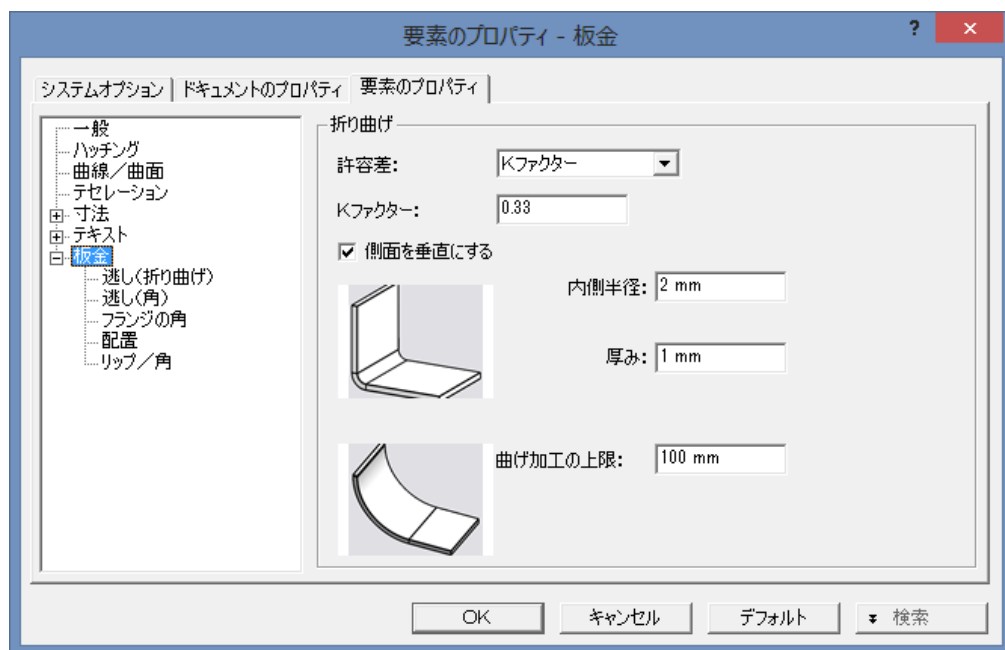 要素のプロパティ - 板金
?
×
システムオプション
ドキュメントのプロパティ
要素のプロパティ
一般
ハッチング
曲線／曲面
テセレーション
寸法
テキスト
板金
逃し(折り曲げ)
逃し(角)
フランジの角
配置
リップ／角
折り曲げ
許容差: Kファクター
Kファクター: 0.33
側面を垂直にする
内側半径: 2 mm
厚み: 1 mm
曲げ加工の上限: 100 mm
OK
キャンセル
デフォルト
検索